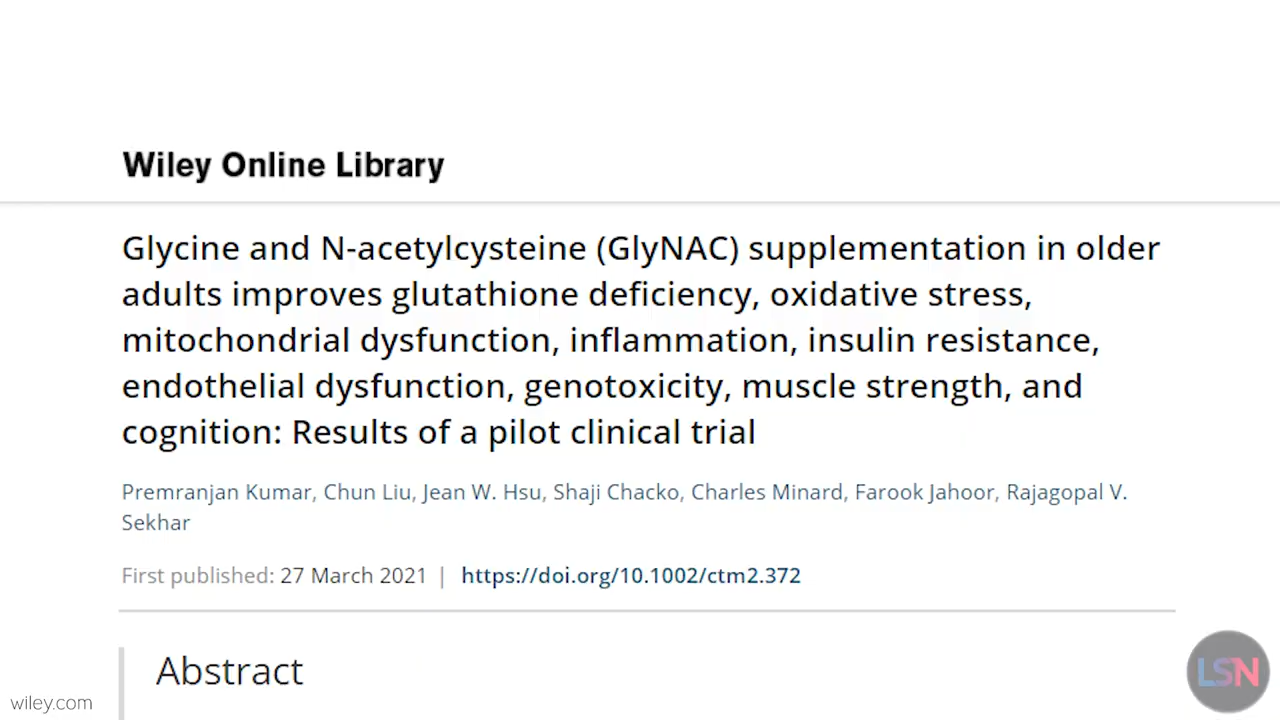 Wiley Online Library
Glycine and N-acetylcysteine (GlyNAC) supplementation in older
adults improves glutathione deficiency, oxidative stress,
mitochondrial dysfunction, inflammation, insulin resistance,
endothelial dysfunction, genotoxicity, muscle strength, and
cognition: Results of a pilot clinical trial
Premranjan Kumar, Chun Liu, Jean W. Hsu, Shaji Chacko, Charles Minard, Farook Jahoor, Rajagopal V.
Sekhar
First published: 27 March 2021 | https://doi.org/10.1002/ctm2.372
Abstract
wiley.com
LSN